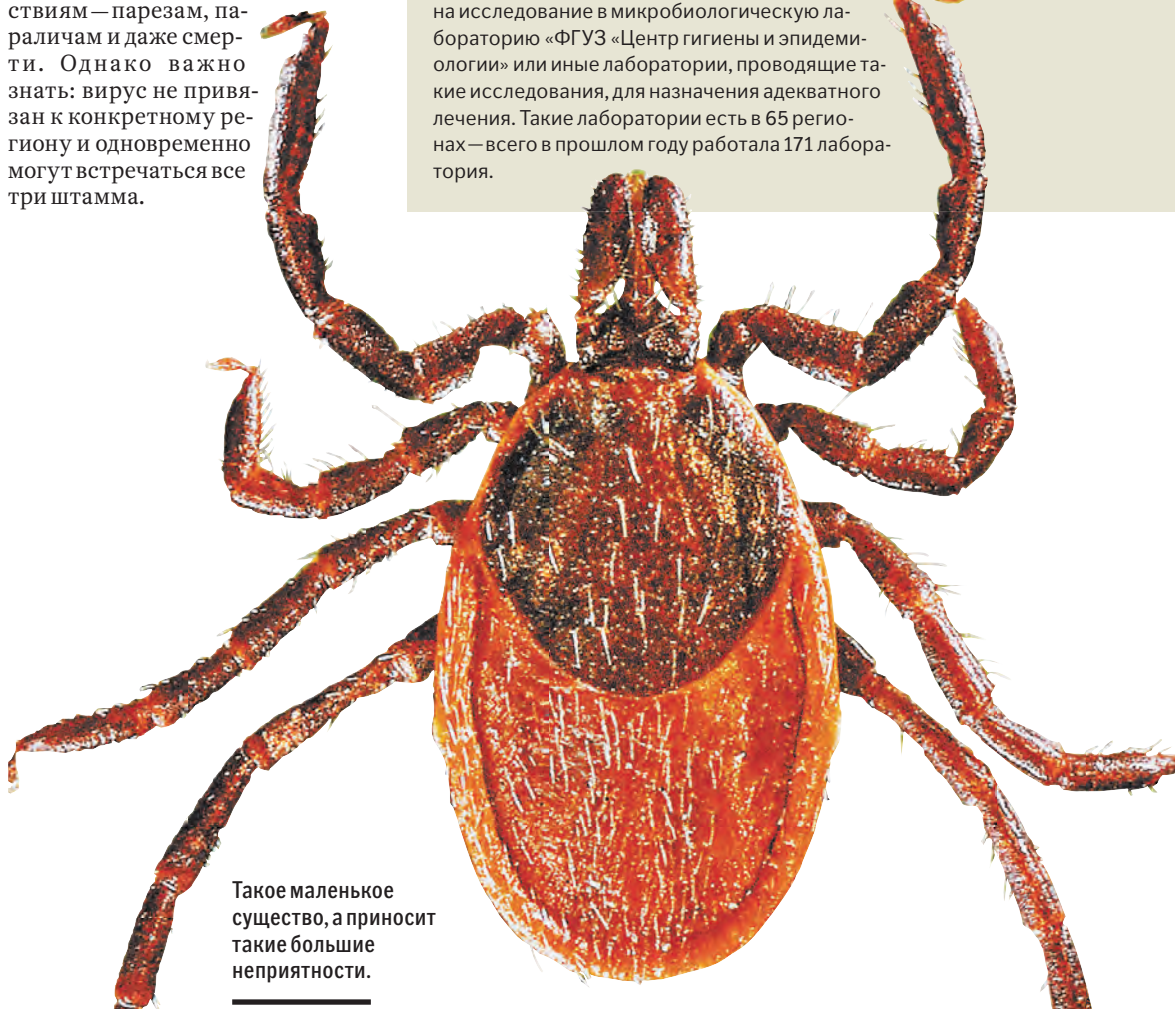 ствиям — парезам, па-
раличам и даже смер-
ти. Однако важно
знать: вирус не привя-
зан к конкретному ре-
гиону и одновременно
могут встречаться все
три штамма.
на исследование в микробиологическую ла-
бораторию «ФГУЗ «Центр гигиены и эпидеми-
ологии» или иные лаборатории, проводящие та-
кие исследования, для назначения адекватного
лечения. Такие лаборатории есть в 65 регио-
нах — всего в прошлом году работала 171 лабора-
тория.
Такое маленькое
существо, а приносит
такие большие
неприятности.